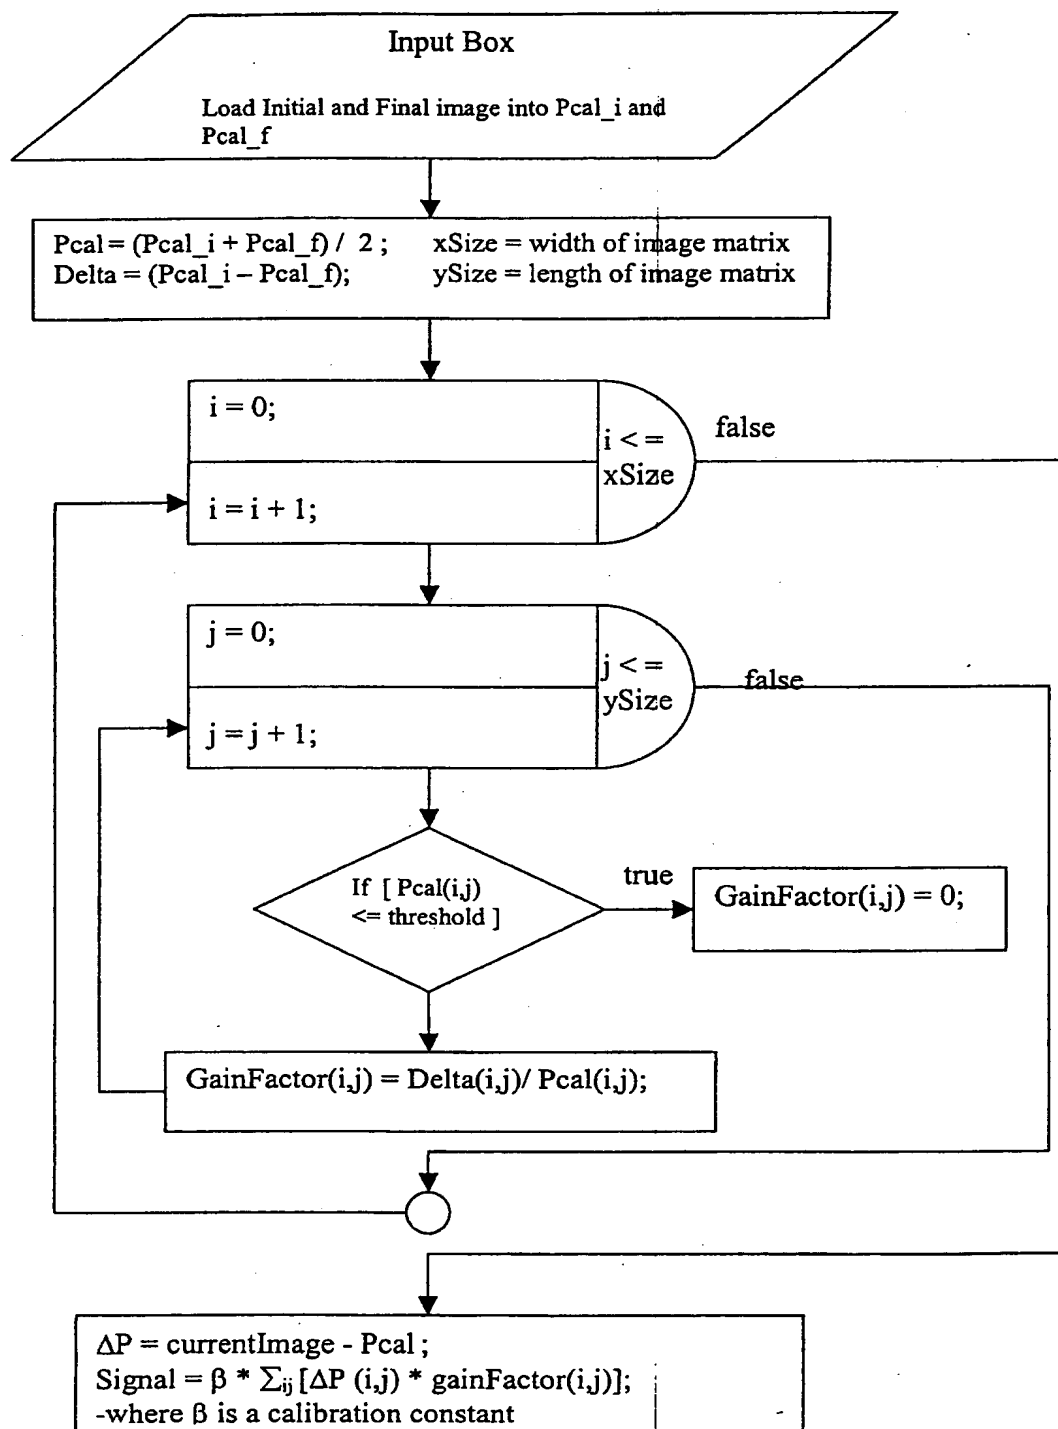 Input Box
Load Initial and Final image into Pcal_i and
Pcal_f
Pcal = (Pcal_i + Pcal_f) / 2 ; xSize = width of image matrix
Delta = (Pcal_i – Pcal_f); ySize = length of image matrix
i = 0;
i < =
xSize
false
i = i + 1;
j = 0;
j < =
ySize
false
j = j + 1;
If [ Pcal(i,j)
<= threshold ]
true
GainFactor(i,j) = 0;
GainFactor(i,j) = Delta(i,j)/ Pcal(i,j);
ΔP = currentImage - Pcal ;
Signal = β * ∑ij [ΔP (i,j) * gainFactor(i,j)];
-where β is a calibration constant